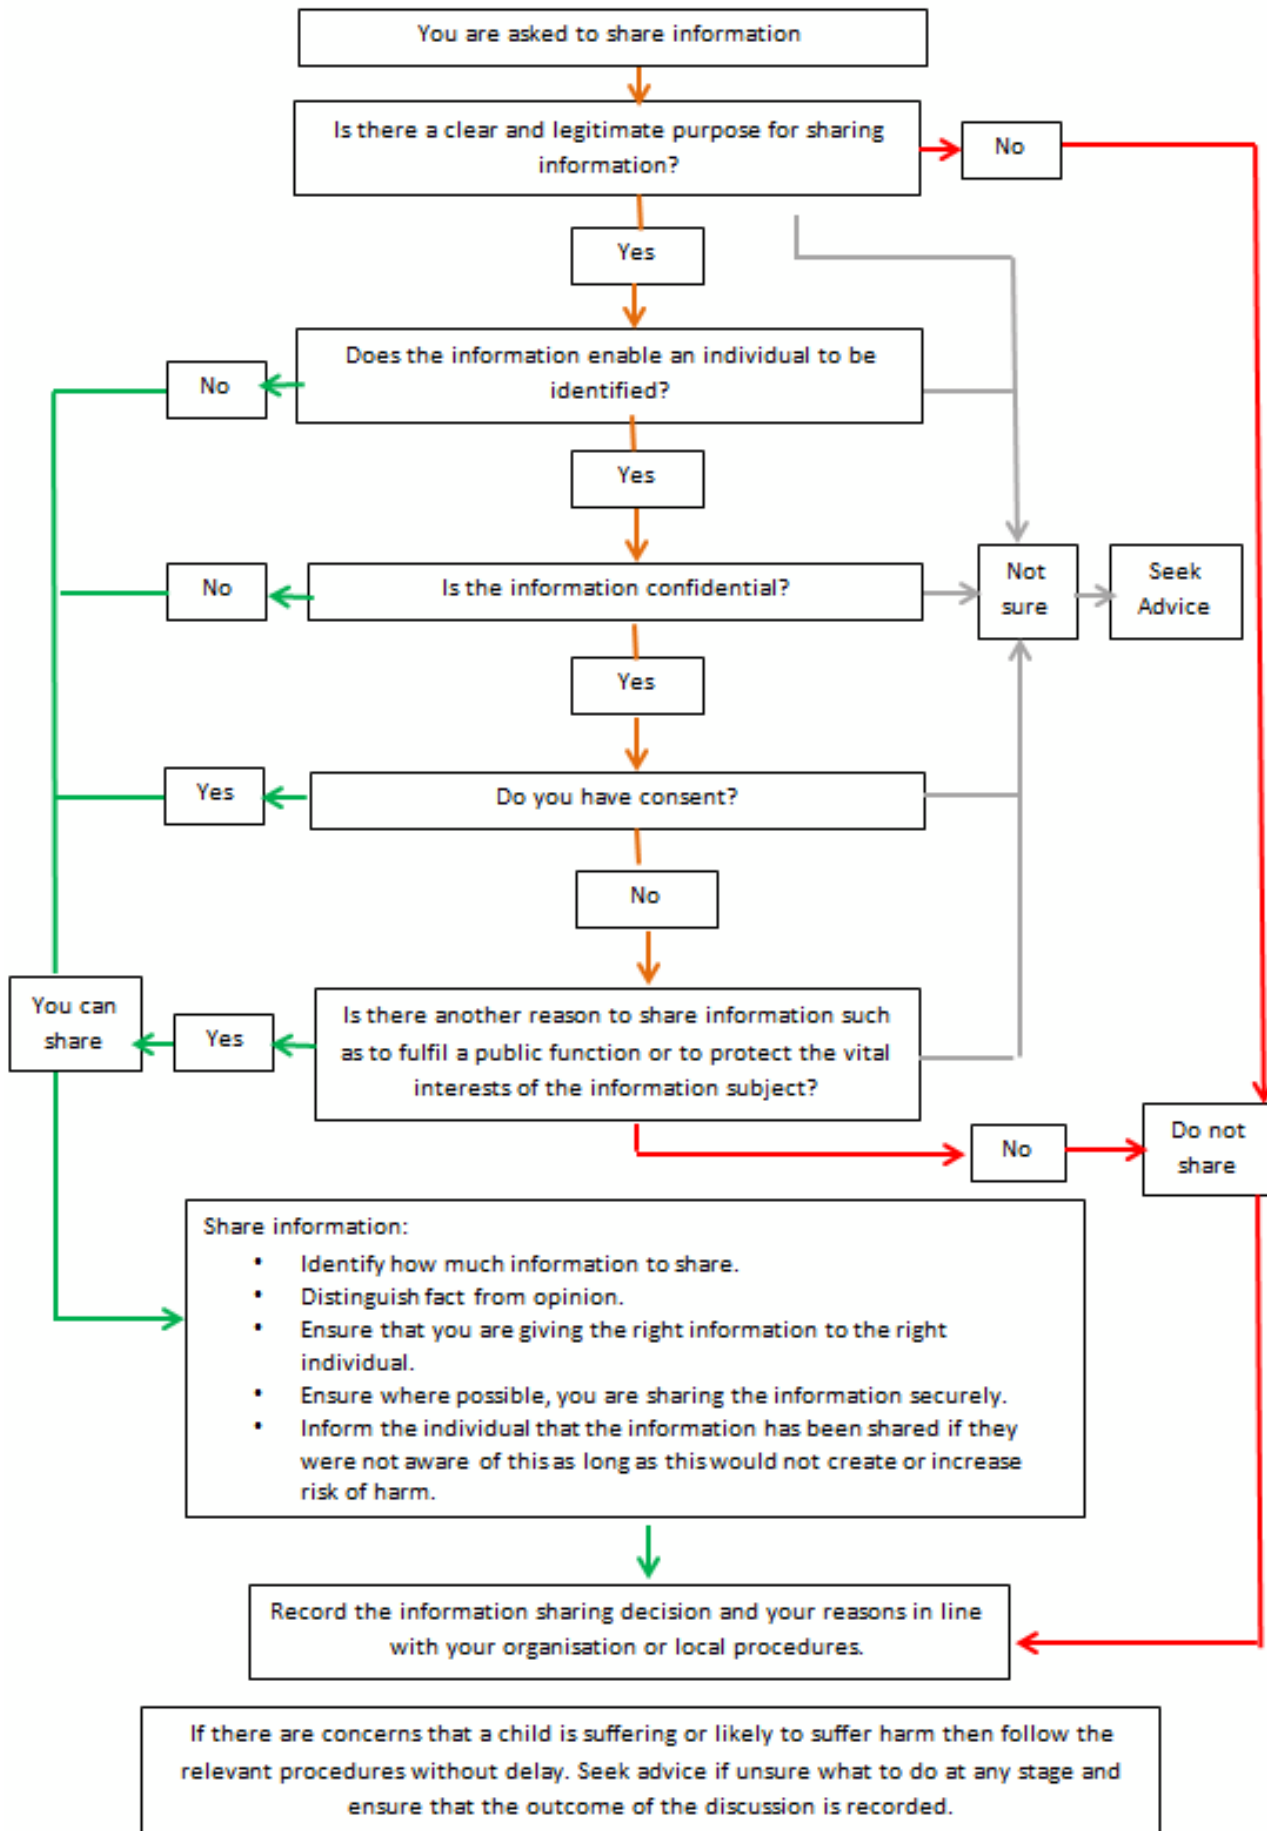 You are asked to share information
Is there a clear and legitimate purpose for sharing
information?
No
Yes
Does the information enable an individual to be
identified?
No
Yes
Is the information confidential?
No
Not
sure
Seek
Advice
Yes
Do you have consent?
Yes
No
You can
share
Yes
Is there another reason to share information such
as to fulfil a public function or to protect the vital
interests of the information subject?
No
Do not
share
Share information:
• Identify how much information to share.
• Distinguish fact from opinion.
• Ensure that you are giving the right information to the right
individual.
• Ensure where possible, you are sharing the information securely.
• Inform the individual that the information has been shared if they
were not aware of this as long as this would not create or increase
risk of harm.
Record the information sharing decision and your reasons in line
with your organisation or local procedures.
If there are concerns that a child is suffering or likely to suffer harm then follow the
relevant procedures without delay. Seek advice if unsure what to do at any stage and
ensure that the outcome of the discussion is recorded.